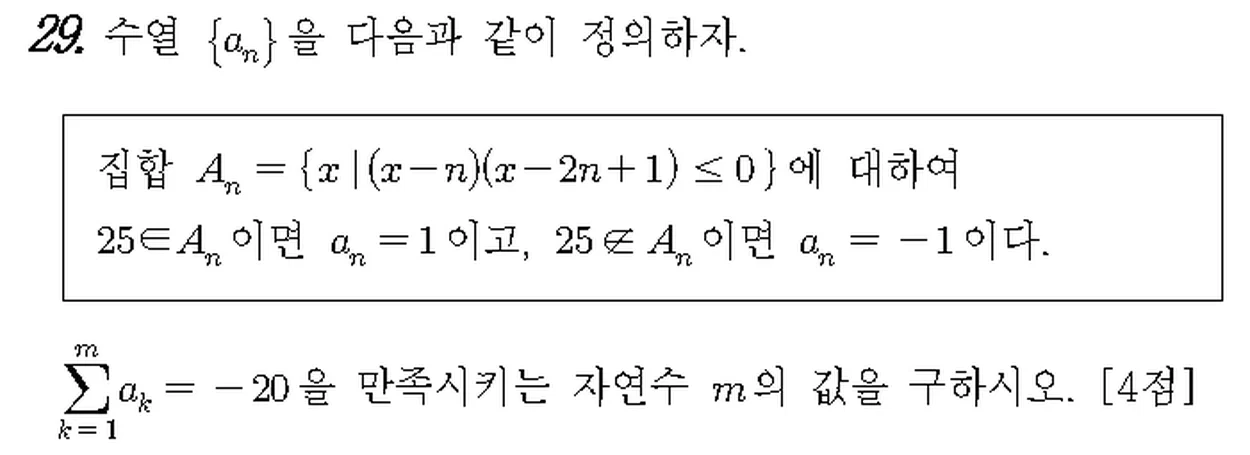 29. 수열 {aₙ}을 다음과 같이 정의하자.
집합 Aₙ = {x | (x−n)(x−2n+1) ≤ 0}에 대하여
25∈Aₙ이면 aₙ = 1이고, 25∉Aₙ이면 aₙ = −1이다.
∑_{k=1}^{m} aₖ = −20을 만족시키는 자연수 m의 값을 구하시오. [4점]